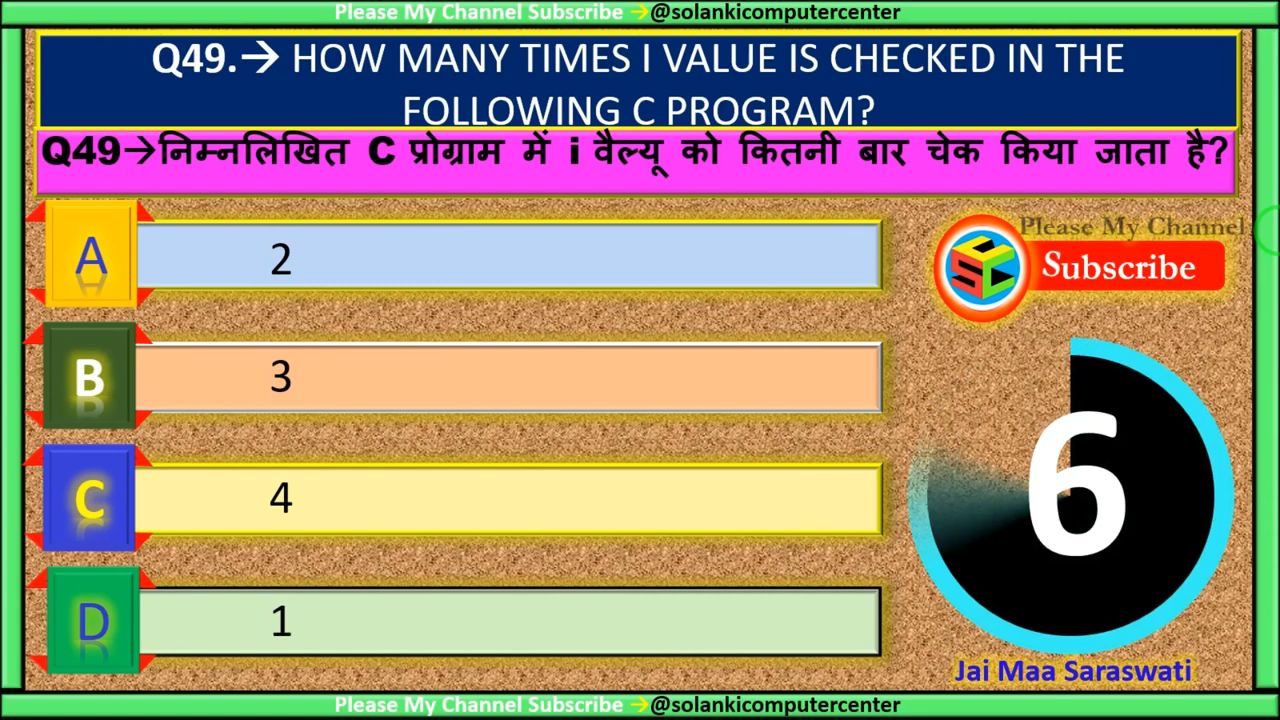 Please My Channel Subscribe →@solankicomputercenter
Q49.→ HOW MANY TIMES I VALUE IS CHECKED IN THE
FOLLOWING C PROGRAM?
Q49→निम्नलिखित C प्रोग्राम में i वैल्यू को कितनी बार चेक किया जाता है?
A 2
Please My Channel
SCC Subscribe
B 3
6
C 4
D 1
Jai Maa Saraswati
Please My Channel Subscribe →@solankicomputercenter